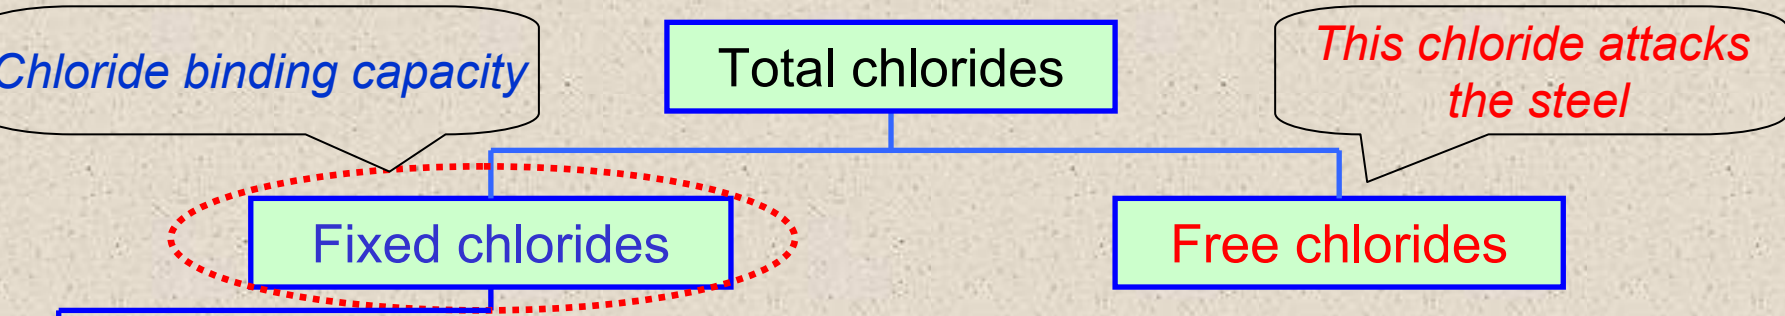 Chloride binding capacity
Total chlorides
This chloride attacks
the steel
Fixed chlorides
Free chlorides